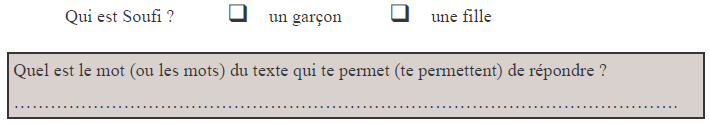 Qui est Soufi ? ❑ un garçon ❑ une fille
Quel est le mot (ou les mots) du texte qui te permet (te permettent) de répondre ?
……………………………………………………………………………………………….